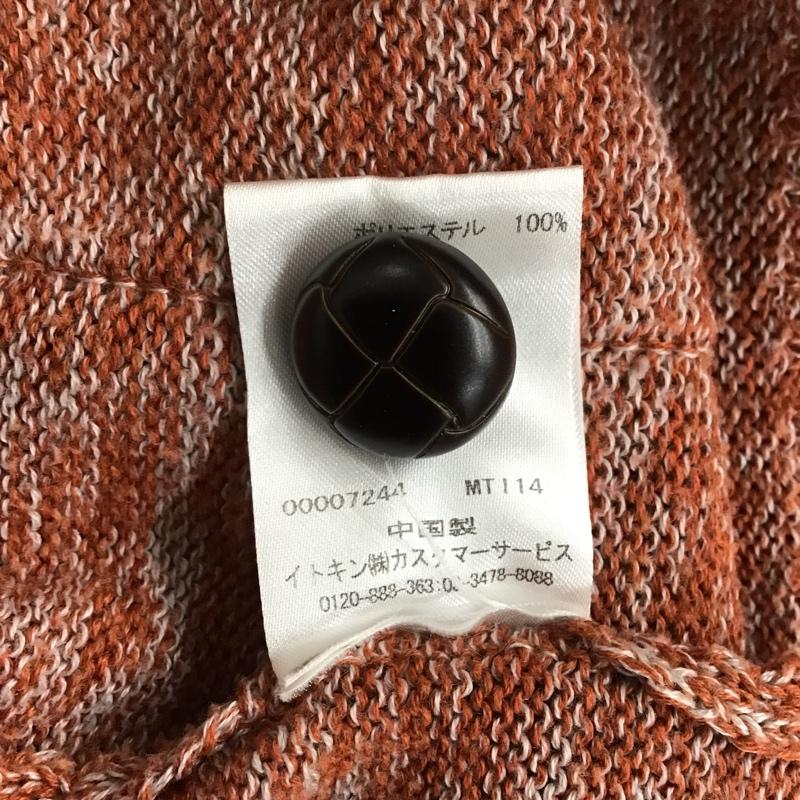 ポリエステル 100%
00007244 MT114
中国製
イトキン㈱カスタマーサービス
0120-888-363:03-3478-8088